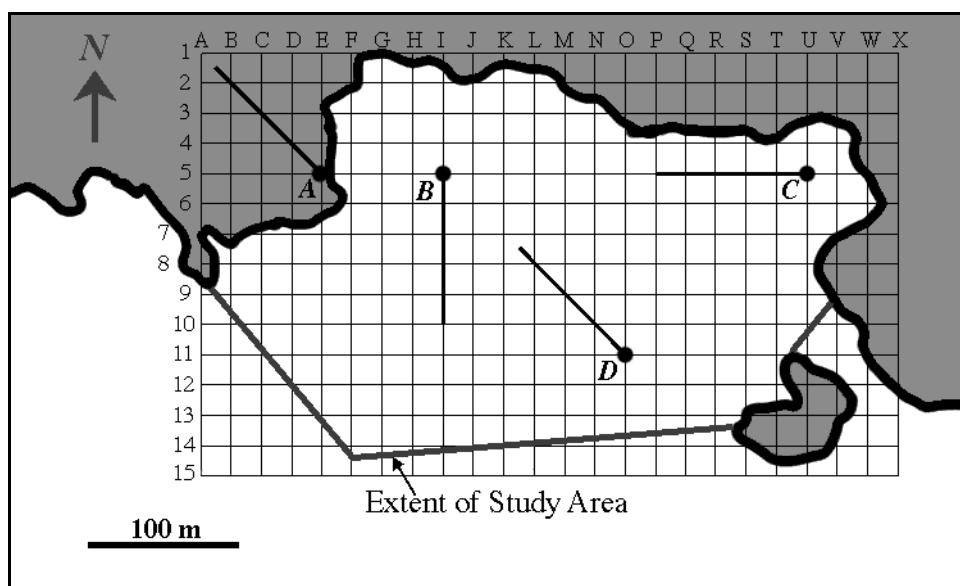 A B C D E F G H I J K L M N O P Q R S T U V W X
N
1
2
3
4
5
6
7
8
9
10
11
12
13
14
15
A
B
C
D
Extent of Study Area
100 m